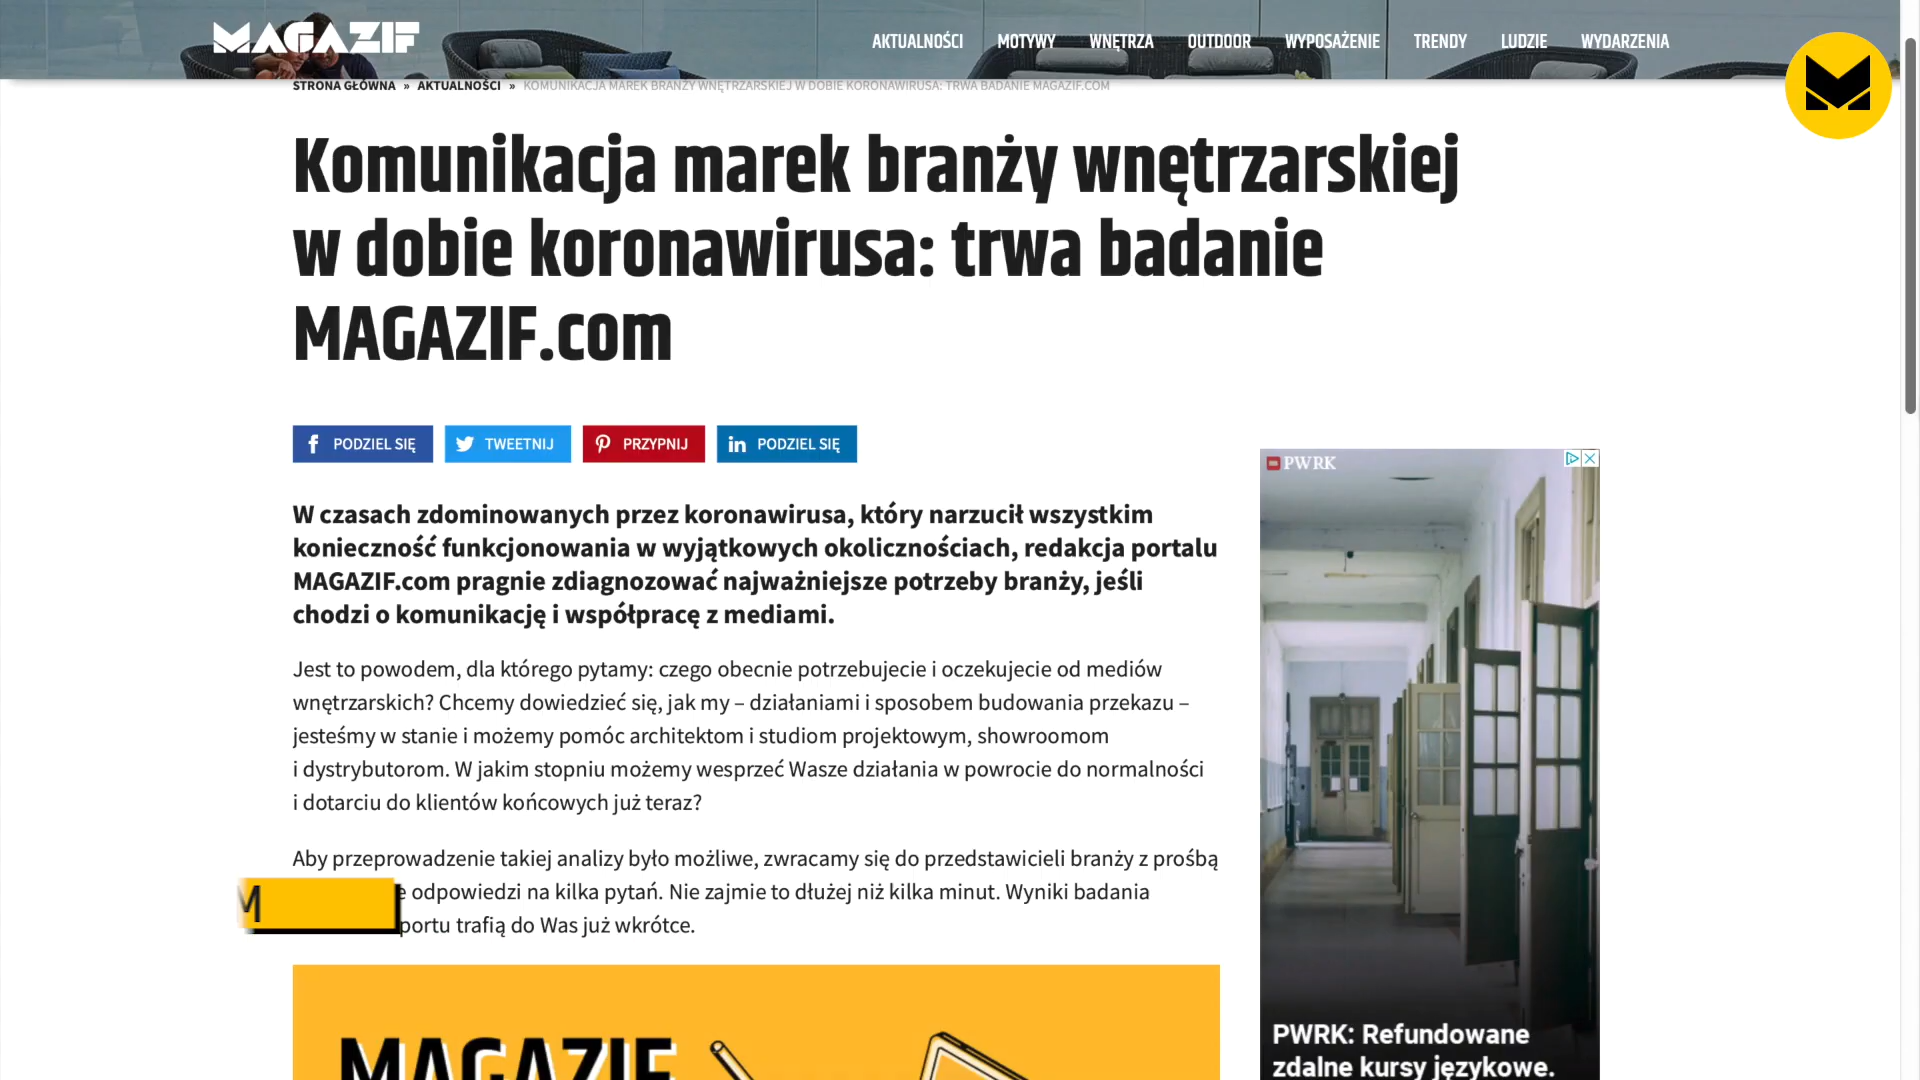 MAGAZIF
AKTUALNOŚCI MOTYWY WNĘTRZA OUTDOOR WYPOSAŻENIE TRENDY LUDZIE WYDARZENIA
STRONA GŁÓWNA » AKTUALNOŚCI » KOMUNIKACJA MAREK BRANŻY WNĘTRZARSKIEJ W DOBIE KORONAWIRUSA: TRWA BADANIE MAGAZIF.COM
Komunikacja marek branży wnętrzarskiej
w dobie koronawirusa: trwa badanie
MAGAZIF.com
PODZIEL SIĘ TWEETNIJ PRZYPNIJ PODZIEL SIĘ
W czasach zdominowanych przez koronawirusa, który narzucił wszystkim
konieczność funkcjonowania w wyjątkowych okolicznościach, redakcja portalu
MAGAZIF.com pragnie zdiagnozować najważniejsze potrzeby branży, jeśli
chodzi o komunikację i współpracę z mediami.
Jest to powodem, dla którego pytamy: czego obecnie potrzebujecie i oczekujecie od mediów
wnętrzarskich? Chcemy dowiedzieć się, jak my – działaniami i sposobem budowania przekazu –
jesteśmy w stanie i możemy pomóc architektom i studiom projektowym, showroomom
i dystrybutorom. W jakim stopniu możemy wesprzeć Wasze działania w powrocie do normalności
i dotarciu do klientów końcowych już teraz?
Aby przeprowadzenie takiej analizy było możliwe, zwracamy się do przedstawicieli branży z prośbą
e odpowiedzi na kilka pytań. Nie zajmie to dłużej niż kilka minut. Wyniki badania
M
portu trafią do Was już wkrótce.
MAGAZIF
PWRK
PWRK: Refundowane
zdalne kursy językowe.